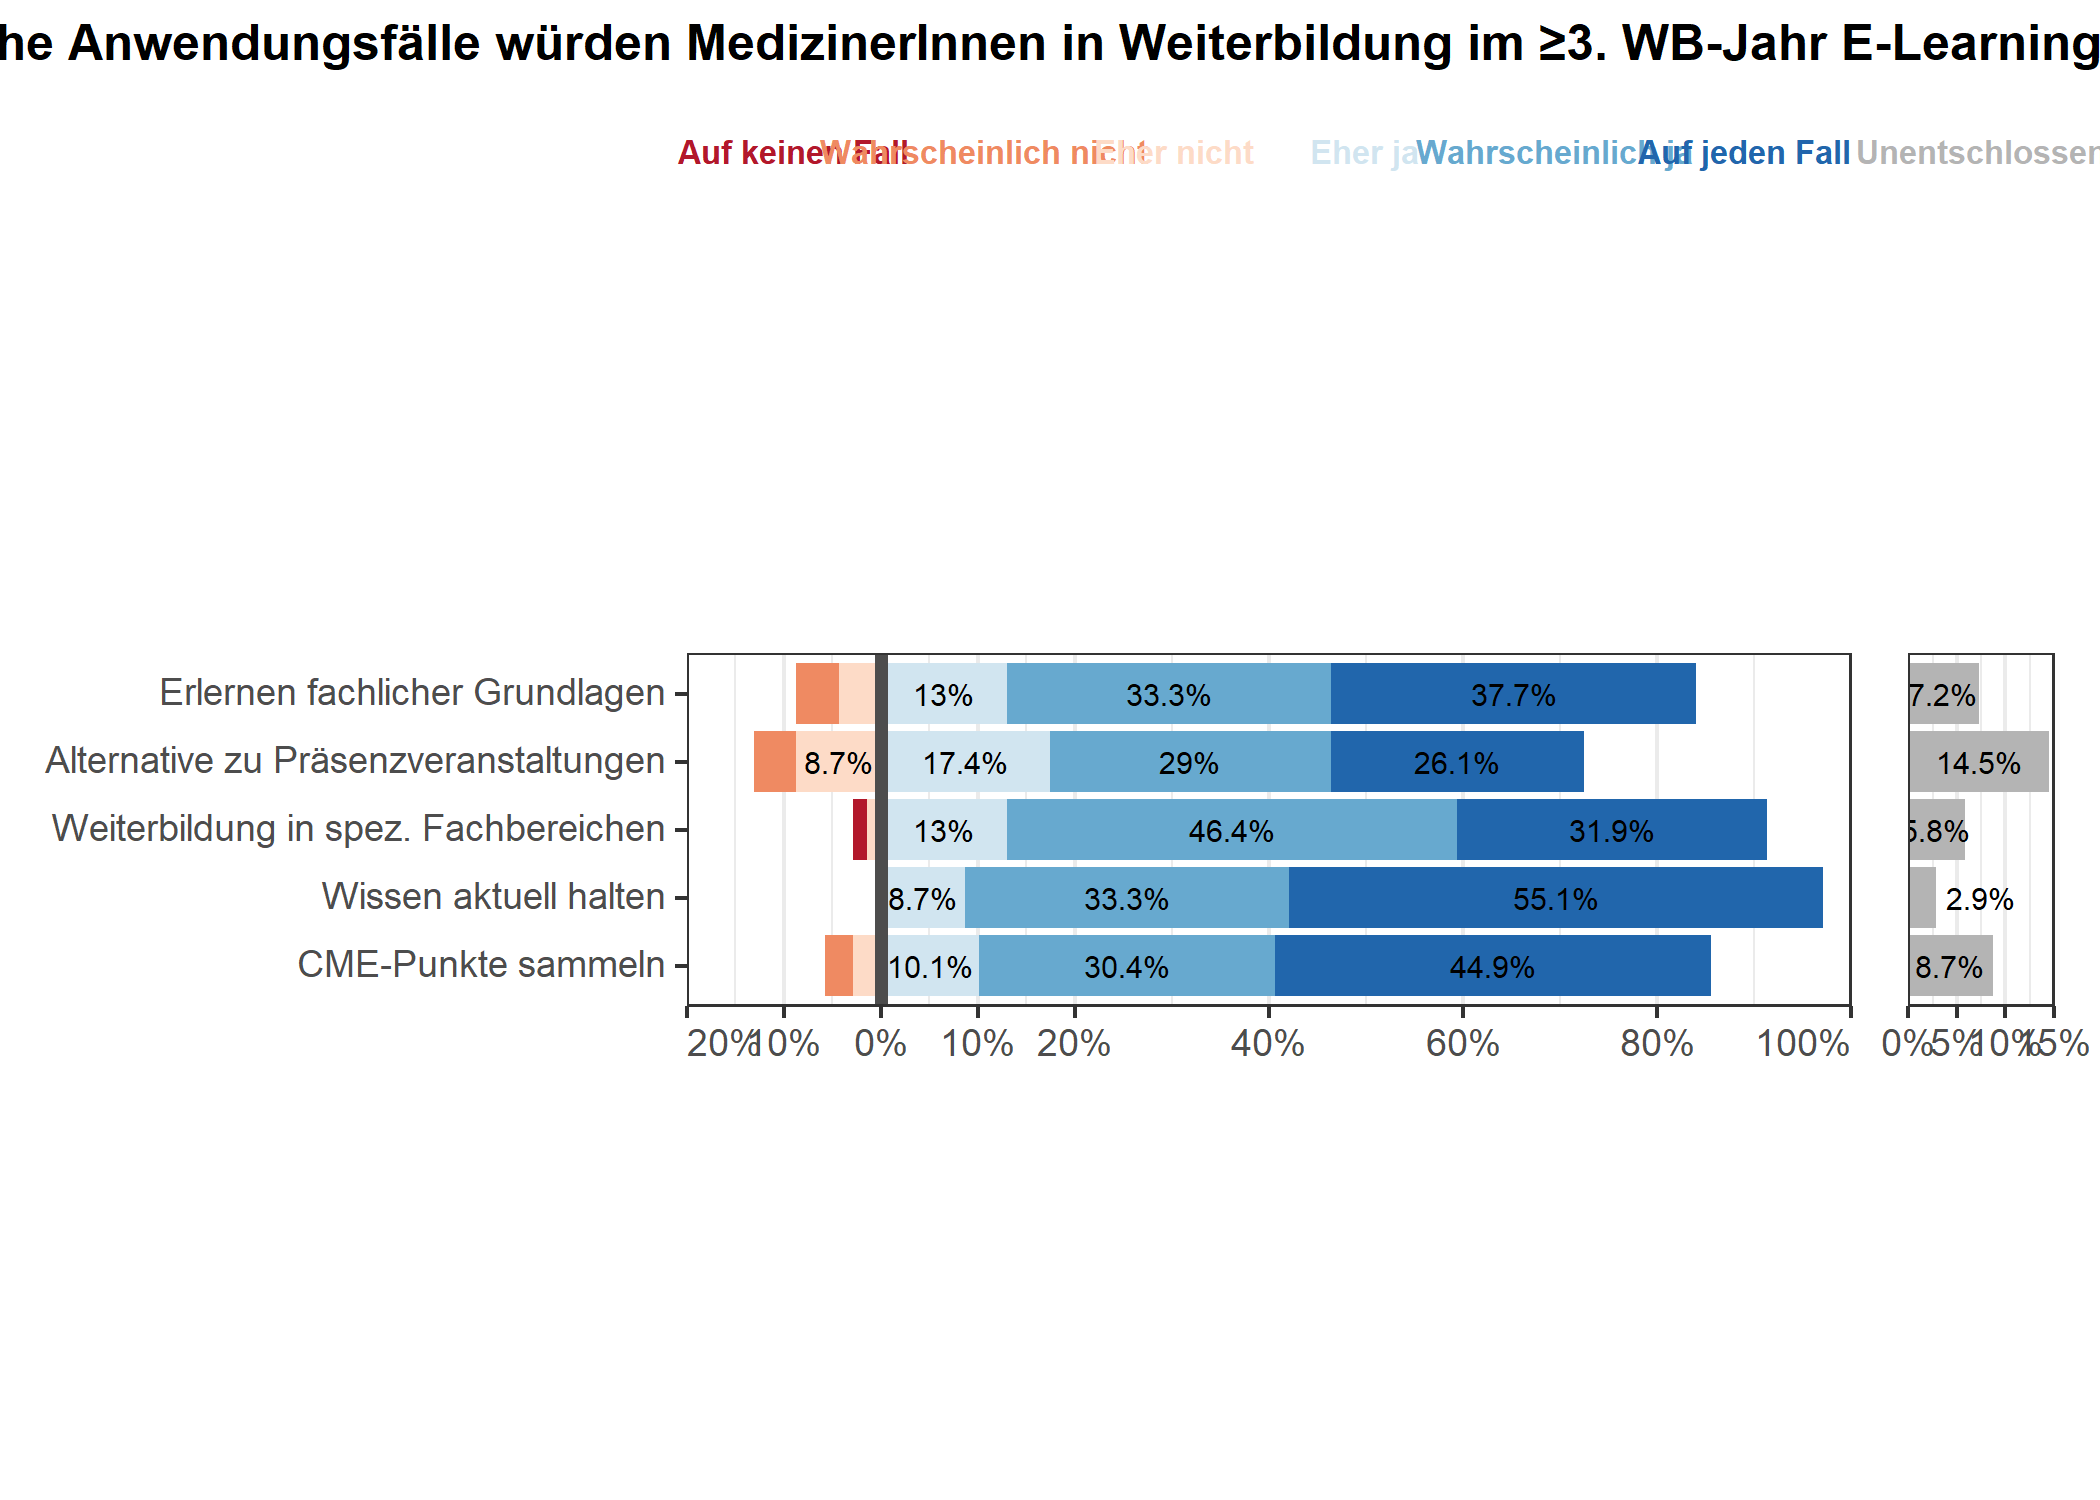 he Anwendungsfälle würden MedizinerInnen in Weiterbildung im ≥3. WB-Jahr E-Learning
Auf keinen Fall Wahrscheinlich nicht Eher nicht Eher ja Wahrscheinlich ja Auf jeden Fall Unentschlossen
Erlernen fachlicher Grundlagen 13% 33.3% 37.7% 7.2%
Alternative zu Präsenzveranstaltungen 8.7% 17.4% 29% 26.1% 14.5%
Weiterbildung in spez. Fachbereichen 13% 46.4% 31.9% 5.8%
Wissen aktuell halten 8.7% 33.3% 55.1% 2.9%
CME-Punkte sammeln 10.1% 30.4% 44.9% 8.7%
20% 10% 0% 10% 20% 40% 60% 80% 100% 0% 5% 10% 15%